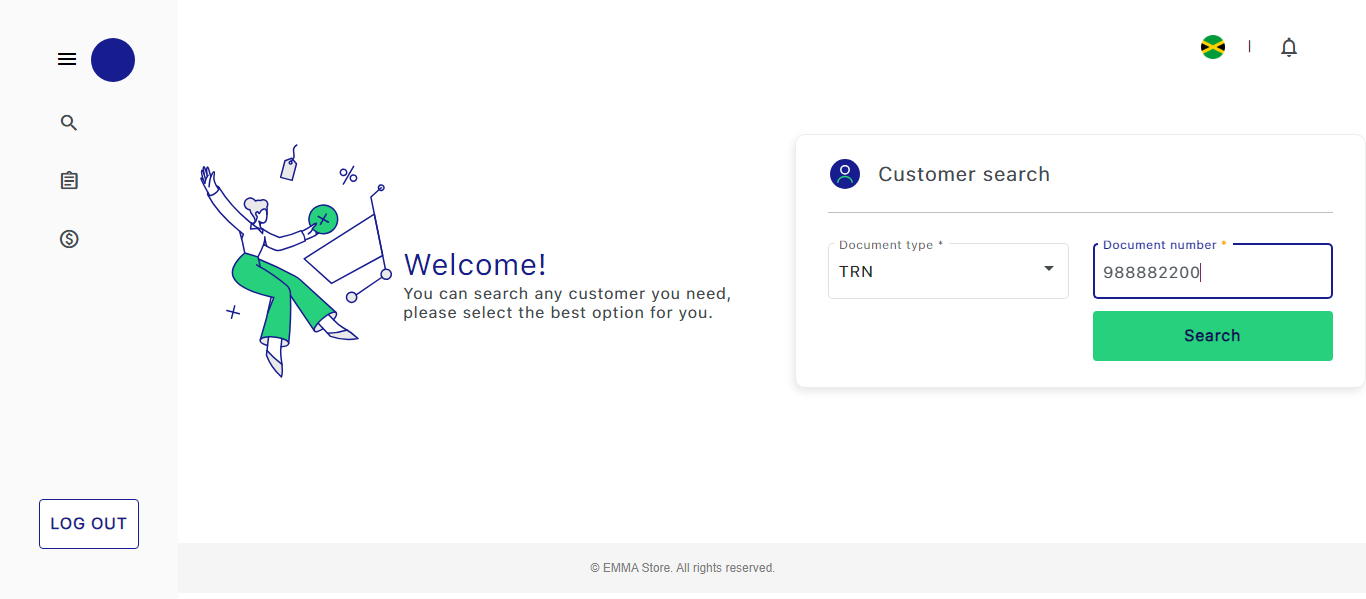 Customer search
Document type *
TRN
Document number *
988882200
Search
Welcome!
You can search any customer you need,
please select the best option for you.
LOG OUT
© EMMA Store. All rights reserved.